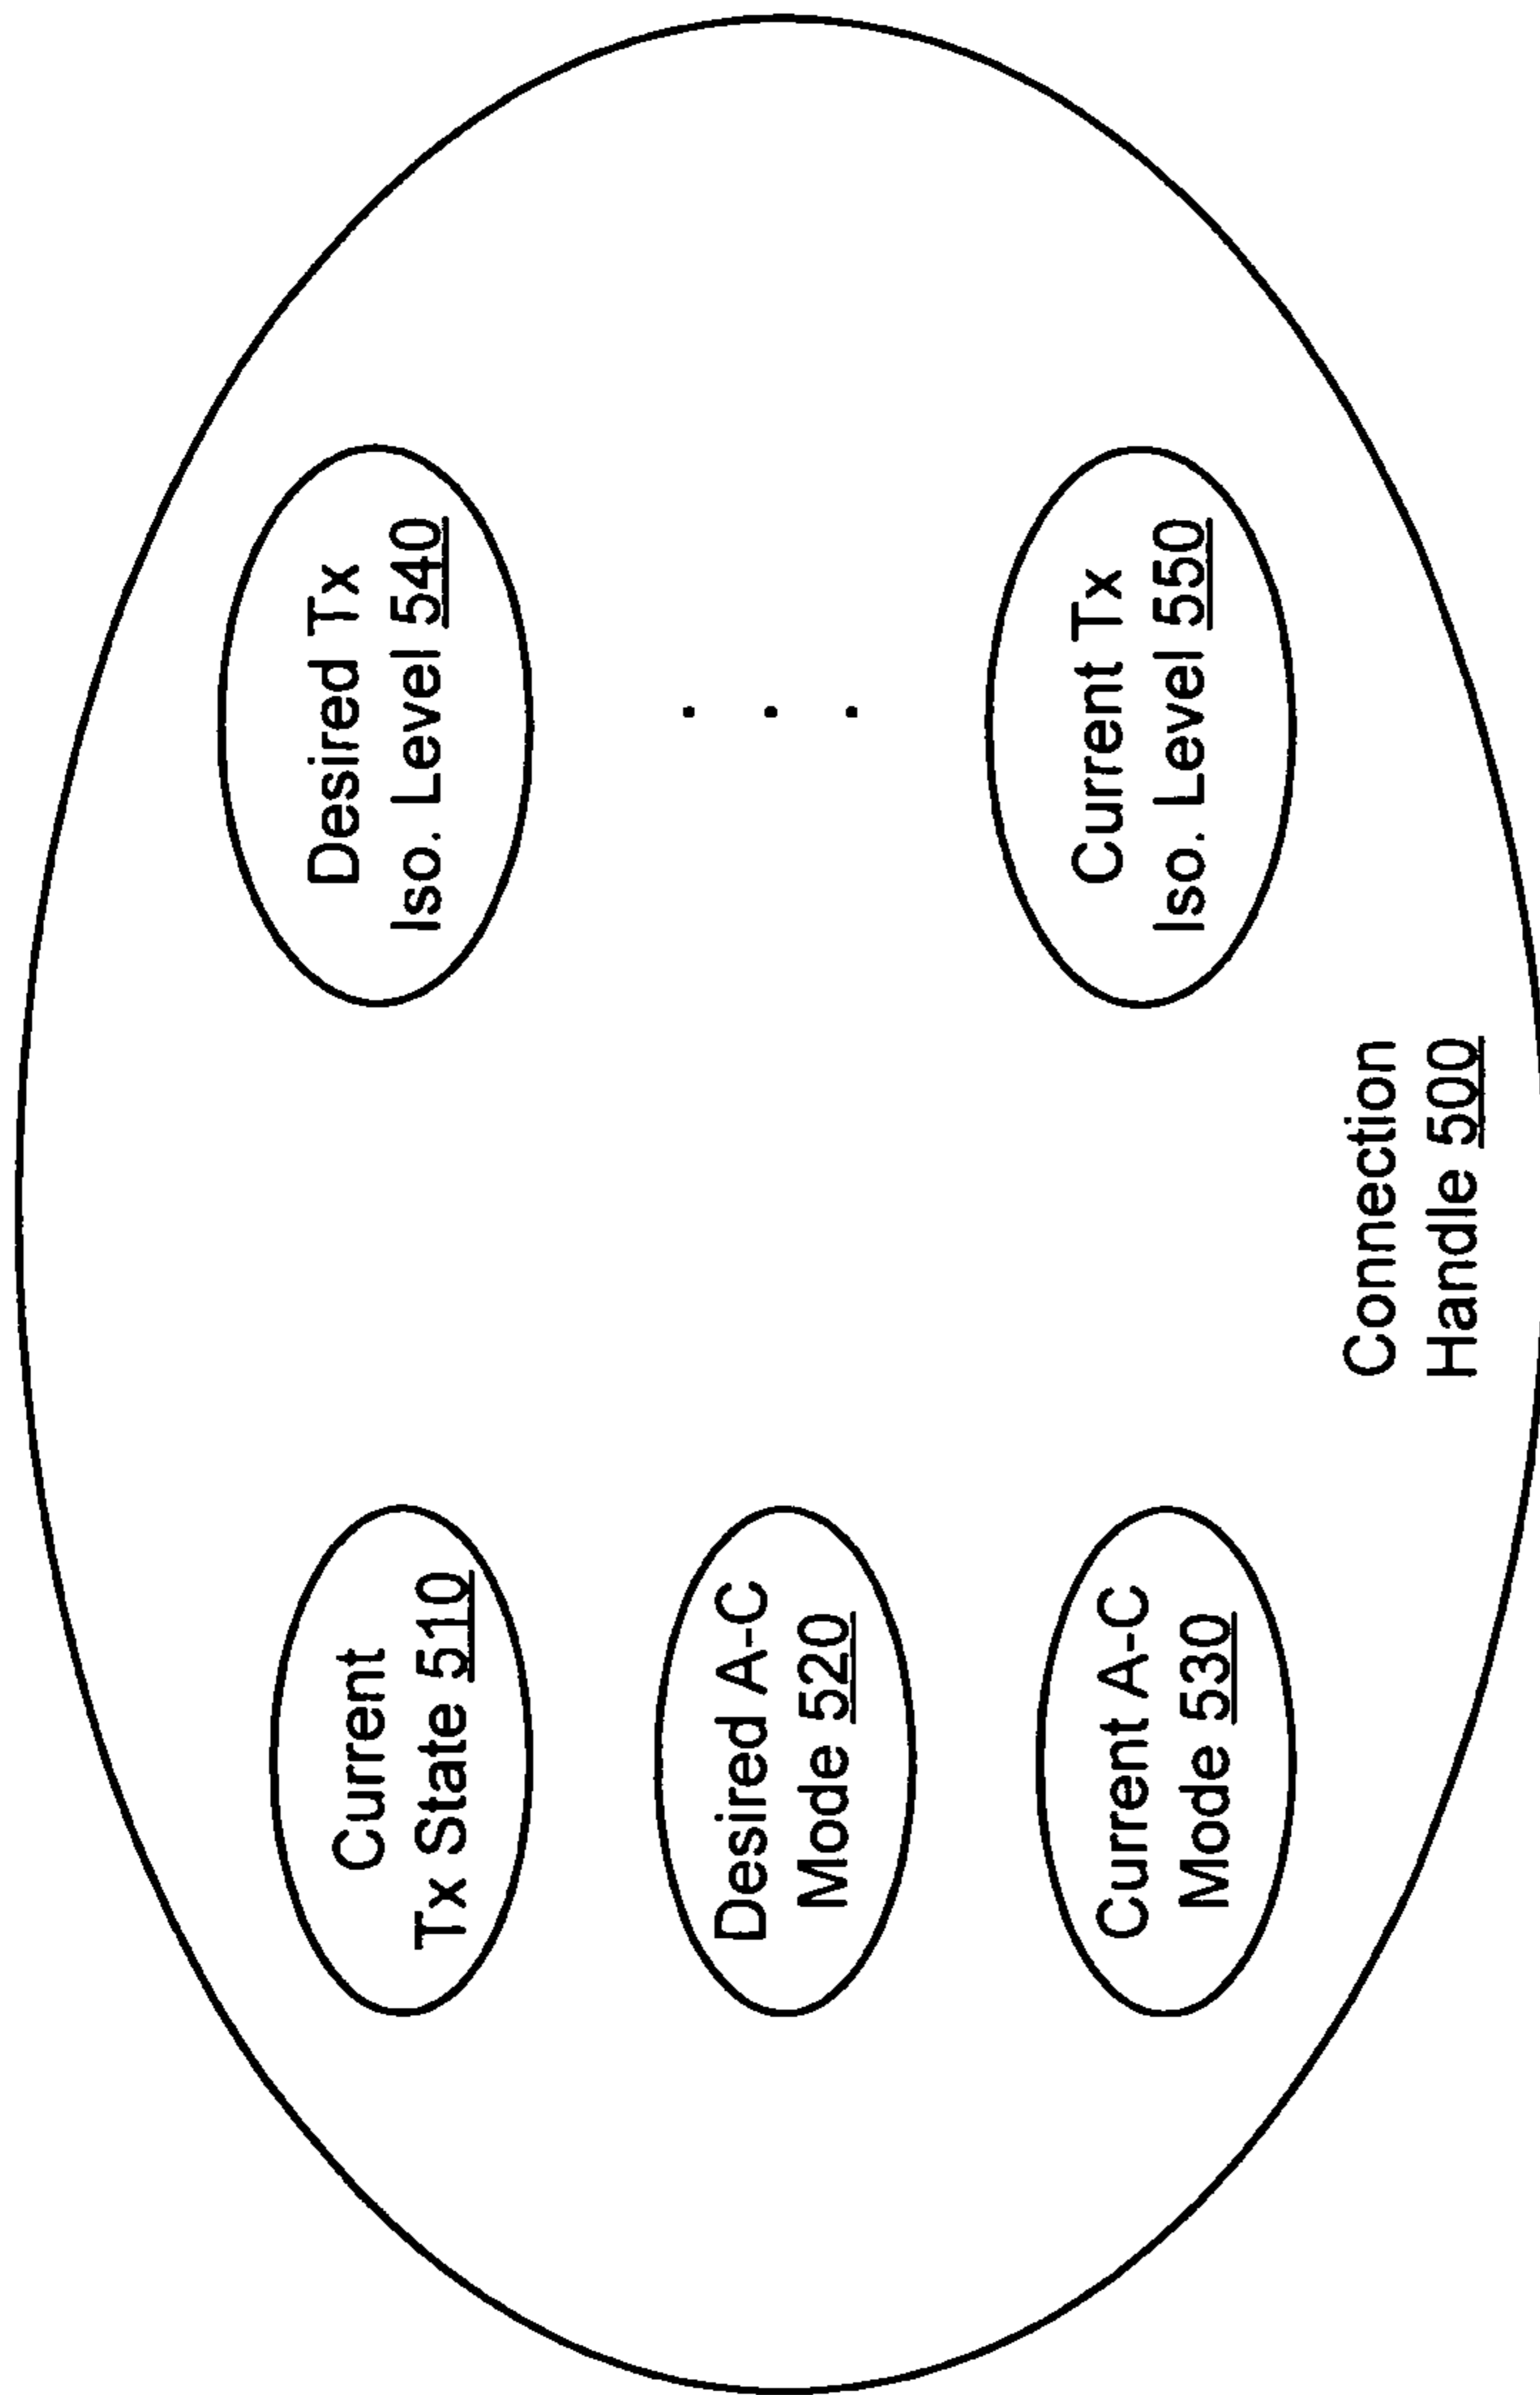 Current
Tx State 510
Desired A-C
Mode 520
Current A-C
Mode 530
Desired Tx
Iso. Level 540
. . .
Current Tx
Iso. Level 550
Connection
Handle 500